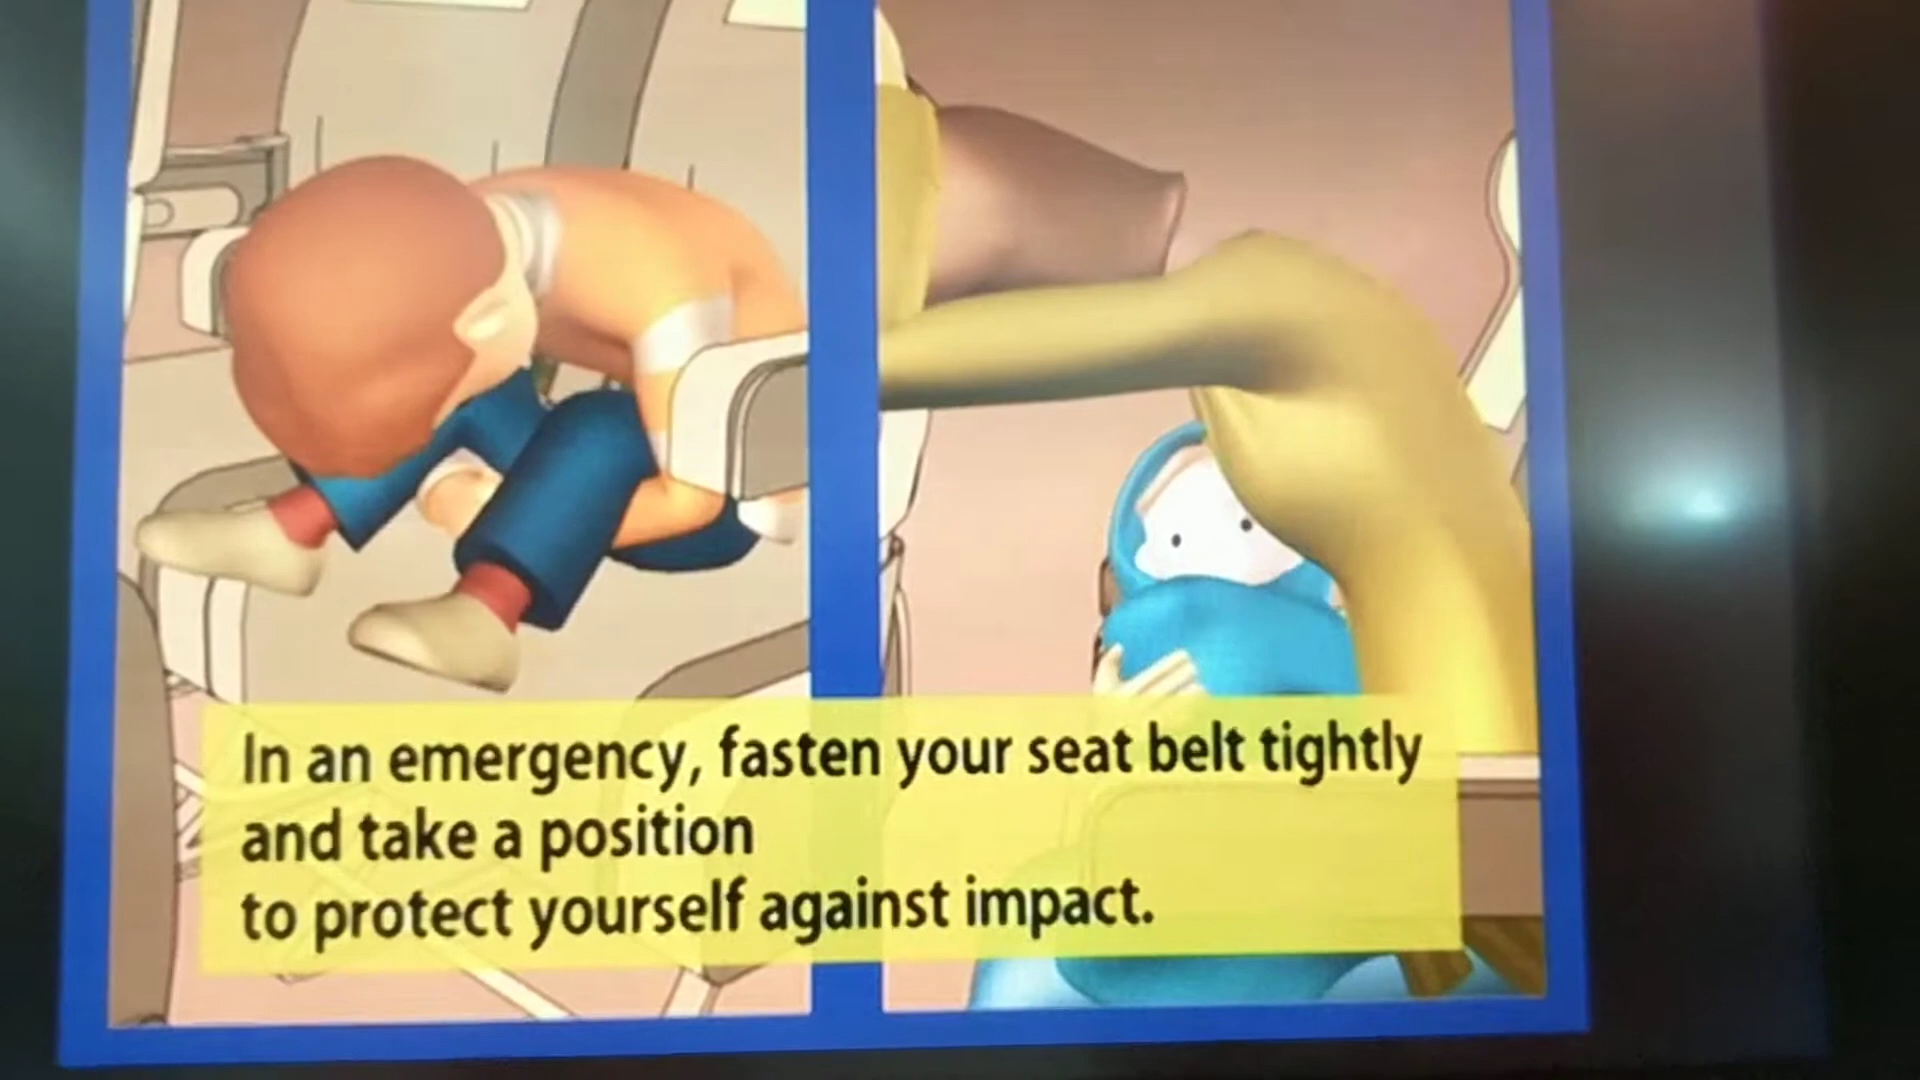 In an emergency, fasten your seat belt tightly
and take a position
to protect yourself against impact.